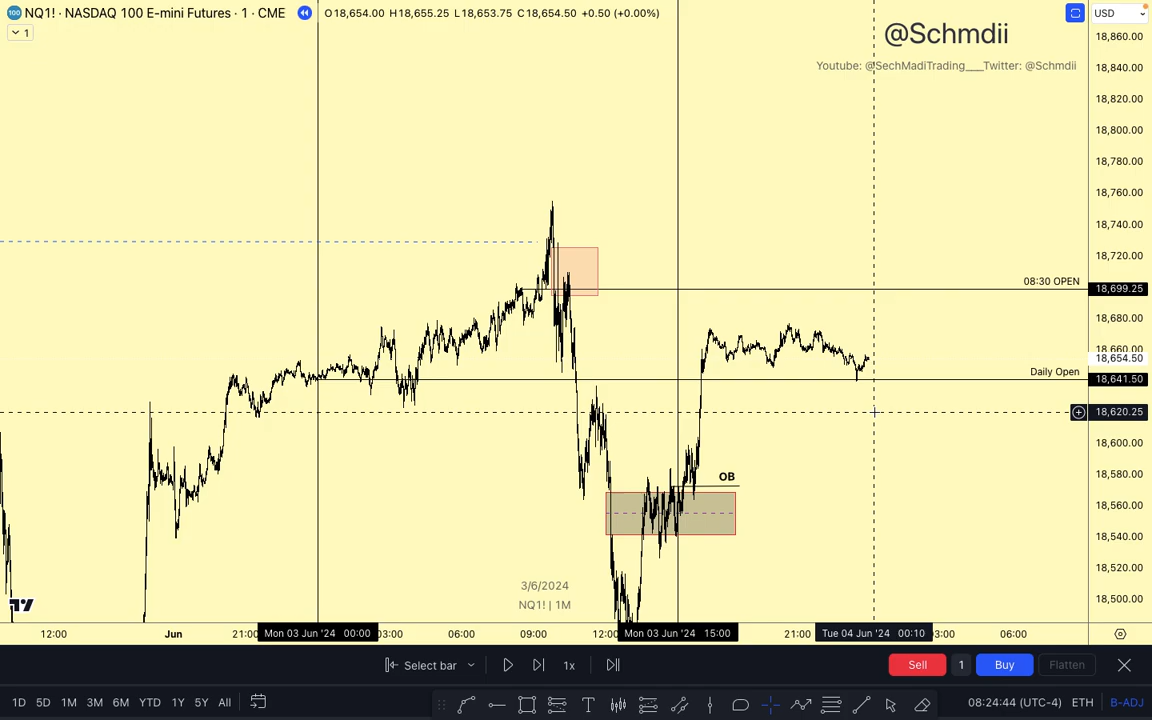 NQ1! · NASDAQ 100 E-mini Futures · 1 · CME O18,654.00 H18,655.25 L18,653.75 C18,654.50 +0.50 (+0.00%)
USD
1
@Schmdii
Youtube: @SechMadiTrading___Twitter: @Schmdii
18,860.00
18,840.00
18,820.00
18,800.00
18,780.00
18,760.00
18,740.00
18,720.00
08:30 OPEN
18,699.25
18,680.00
18,660.00
18,654.50
Daily Open
18,641.50
18,620.25
18,600.00
OB
18,580.00
18,560.00
18,540.00
18,520.00
18,500.00
3/6/2024
NQ1! | 1M
12:00 Jun 21:00 Mon 03 Jun '24 00:00 03:00 06:00 09:00 12:00 Mon 03 Jun '24 15:00 21:00 Tue 04 Jun '24 00:10 03:00 06:00
Select bar 1x Sell 1 Buy Flatten
1D 5D 1M 3M 6M YTD 1Y 5Y All 08:24:44 (UTC-4) ETH B-ADJ